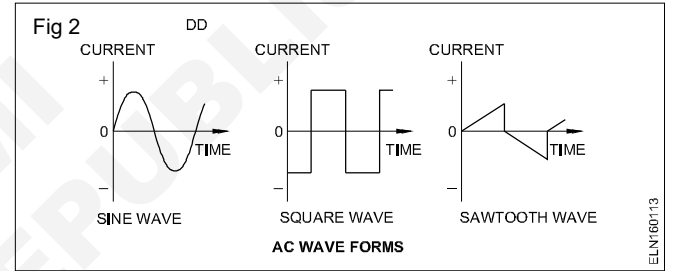 Fig 2
DD
CURRENT
+
0
TIME
–
SINE WAVE
CURRENT
+
0
TIME
–
SQUARE WAVE
CURRENT
+
0
TIME
–
SAWTOOTH WAVE
AC WAVE FORMS
ELN160113